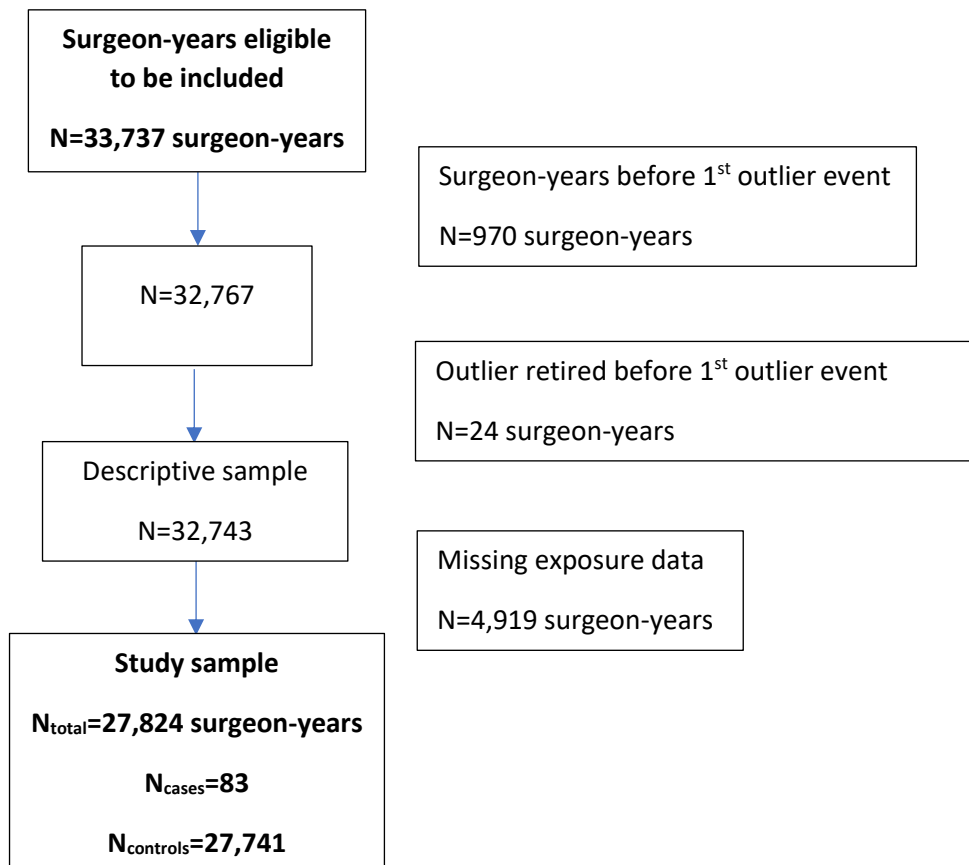 Surgeon-years eligible
to be included
N=33,737 surgeon-years
Surgeon-years before 1st outlier event
N=970 surgeon-years
N=32,767
Outlier retired before 1st outlier event
N=24 surgeon-years
Descriptive sample
N=32,743
Missing exposure data
N=4,919 surgeon-years
Study sample
Ntotal=27,824 surgeon-years
Ncases=83
Ncontrols=27,741